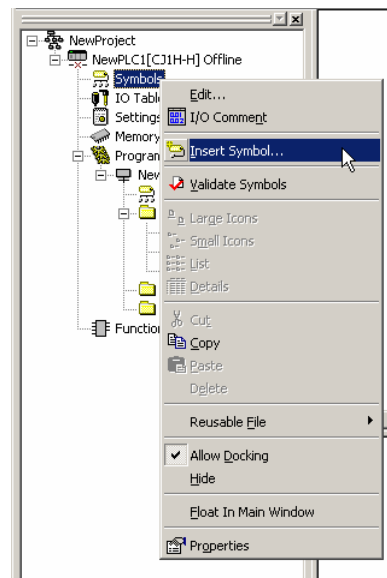 NewProject
NewPLC1[CJ1H-H] Offline
Symbols
IO Tabl
Settings
Memory
Program
New
Function
Edit...
I/O Comment
Insert Symbol...
Validate Symbols
Large Icons
Small Icons
List
Details
Cut
Copy
Paste
Delete
Reusable File
Allow Docking
Hide
Float In Main Window
Properties